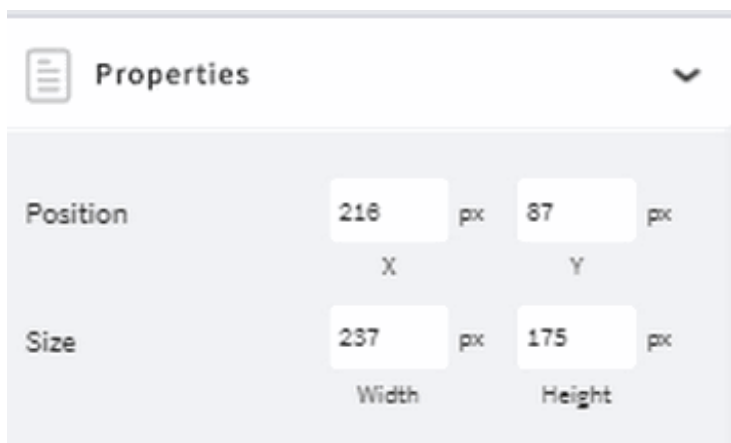 Properties
Position 216 px 87 px
X Y
Size 237 px 175 px
Width Height